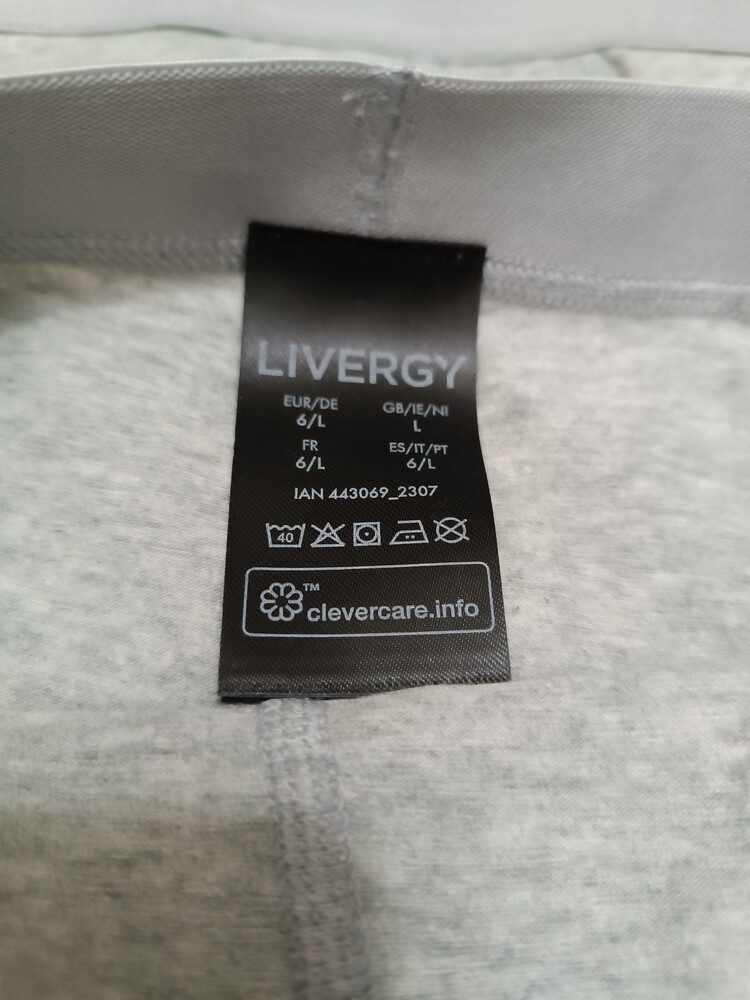 LIVERGY
EUR/DE GB/IE/NI
6/L L
FR ES/IT/PT
6/L 6/L
IAN 443069_2307
40
™
clevercare.info